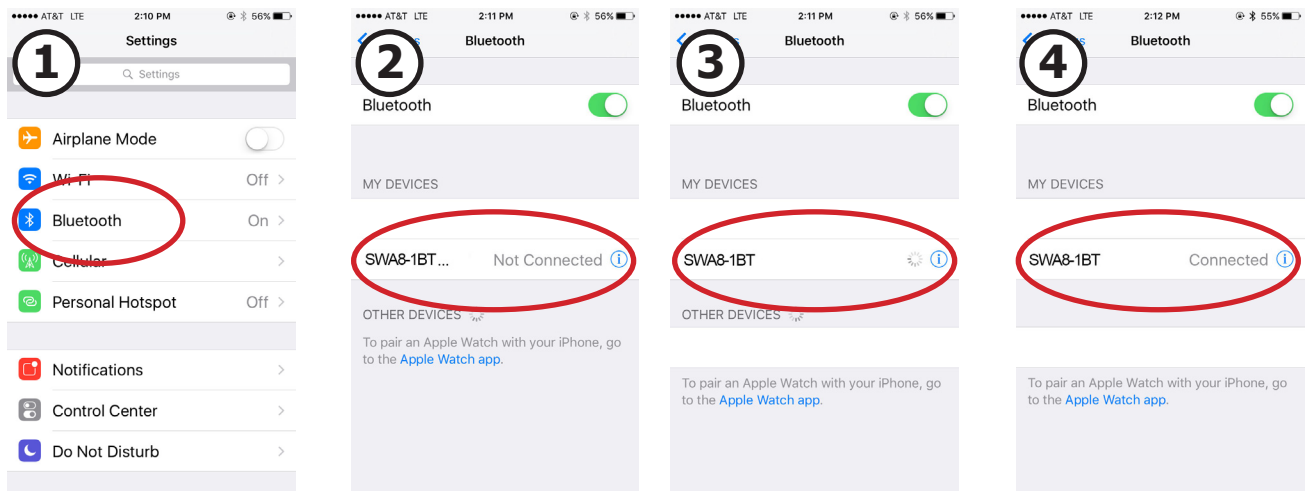 AT&T LTE 2:10 PM 56%
Settings
1
Settings
Airplane Mode
Wi-Fi Off
Bluetooth On
Cellular
Personal Hotspot Off
Notifications
Control Center
Do Not Disturb
AT&T LTE 2:11 PM 56%
Bluetooth
2
Bluetooth
MY DEVICES
SWA8-1BT... Not Connected
OTHER DEVICES
To pair an Apple Watch with your iPhone, go
to the Apple Watch app.
AT&T LTE 2:11 PM 56%
Bluetooth
3
Bluetooth
MY DEVICES
SWA8-1BT
OTHER DEVICES
To pair an Apple Watch with your iPhone, go
to the Apple Watch app.
AT&T LTE 2:12 PM 55%
Bluetooth
4
Bluetooth
MY DEVICES
SWA8-1BT Connected
To pair an Apple Watch with your iPhone, go
to the Apple Watch app.